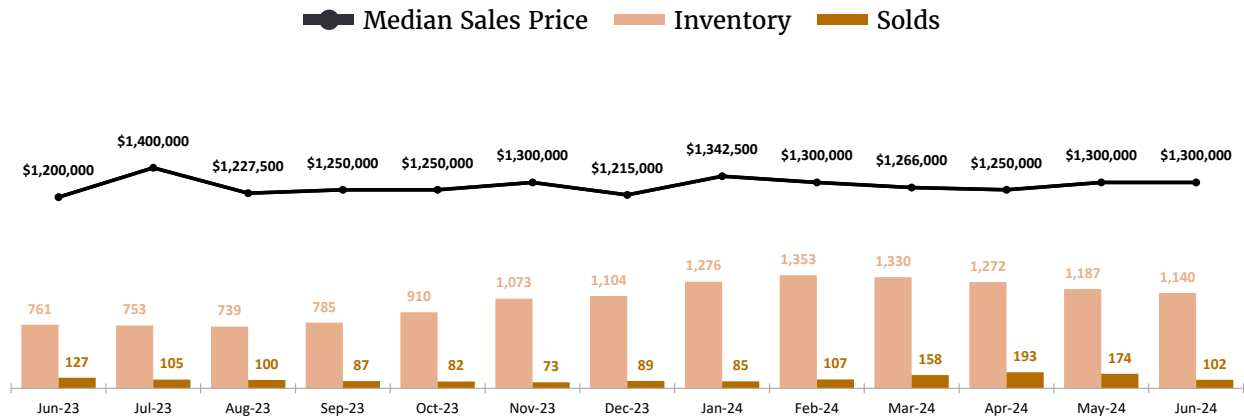 Median Sales Price Inventory Solds
$1,200,000 $1,400,000 $1,227,500 $1,250,000 $1,250,000 $1,300,000 $1,215,000 $1,342,500 $1,300,000 $1,266,000 $1,250,000 $1,300,000 $1,300,000
761 753 739 785 910 1,073 1,104 1,276 1,353 1,330 1,272 1,187 1,140
127 105 100 87 82 73 89 85 107 158 193 174 102
Jun-23 Jul-23 Aug-23 Sep-23 Oct-23 Nov-23 Dec-23 Jan-24 Feb-24 Mar-24 Apr-24 May-24 Jun-24